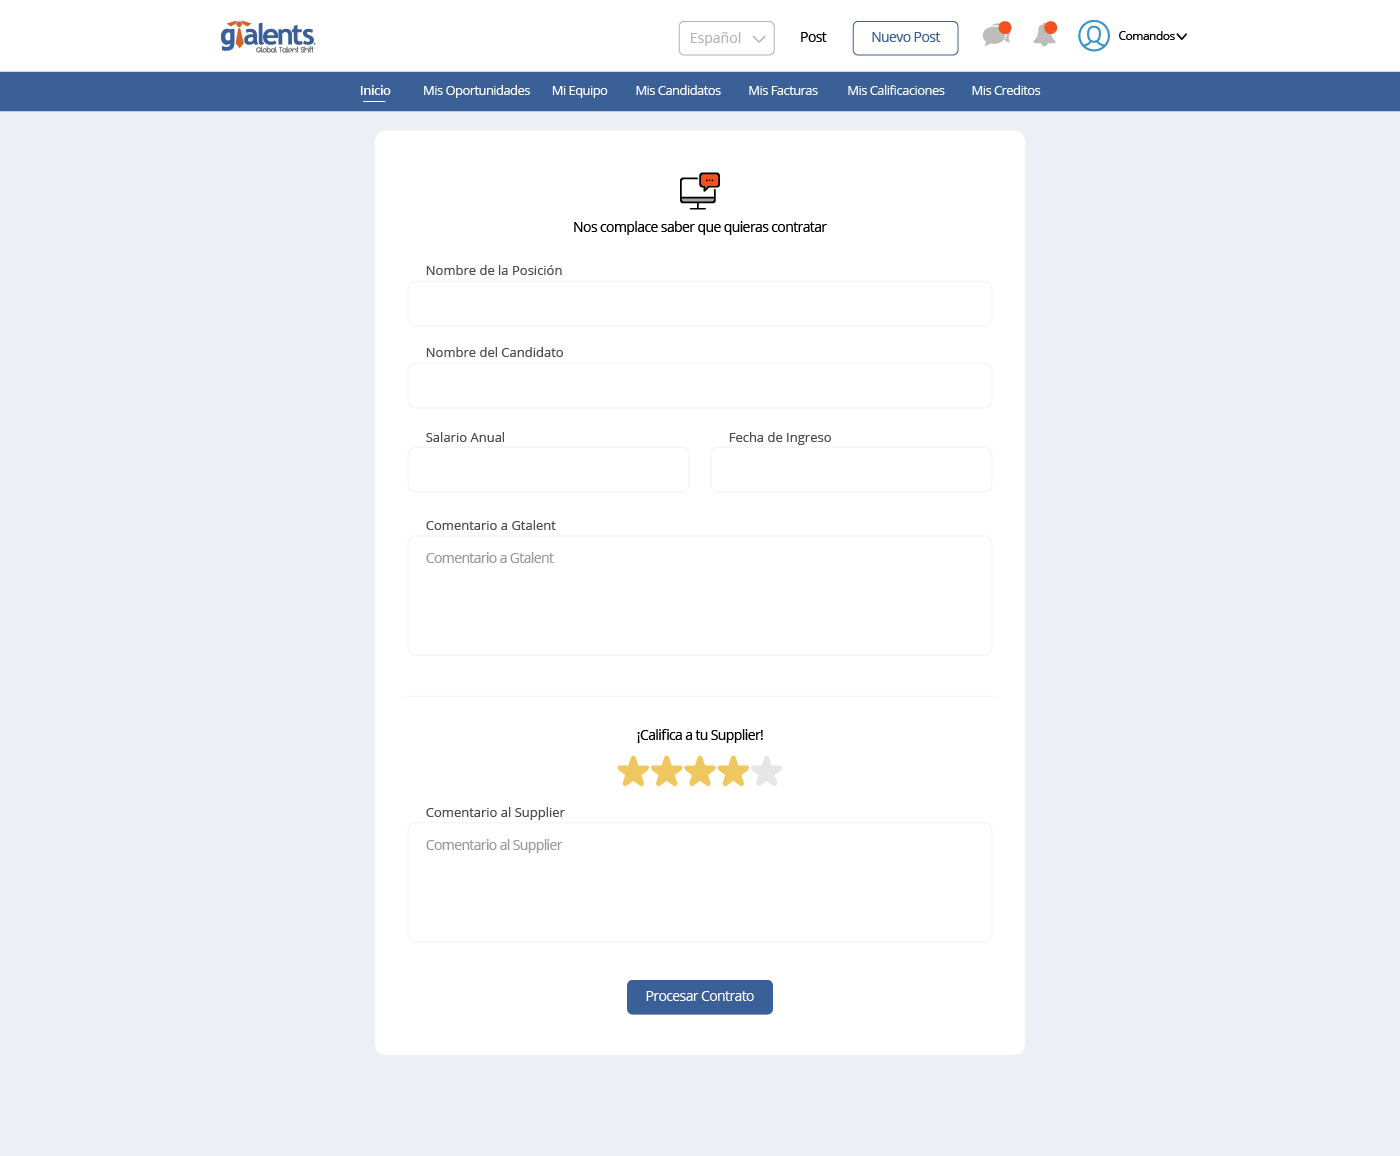 gtalents
Global Talent Shift
Español
Post
Nuevo Post
Comandos
Inicio
Mis Oportunidades
Mi Equipo
Mis Candidatos
Mis Facturas
Mis Calificaciones
Mis Creditos
Nos complace saber que quieras contratar
Nombre de la Posición
Nombre del Candidato
Salario Anual
Fecha de Ingreso
Comentario a Gtalent
Comentario a Gtalent
¡Califica a tu Supplier!
Comentario al Supplier
Comentario al Supplier
Procesar Contrato